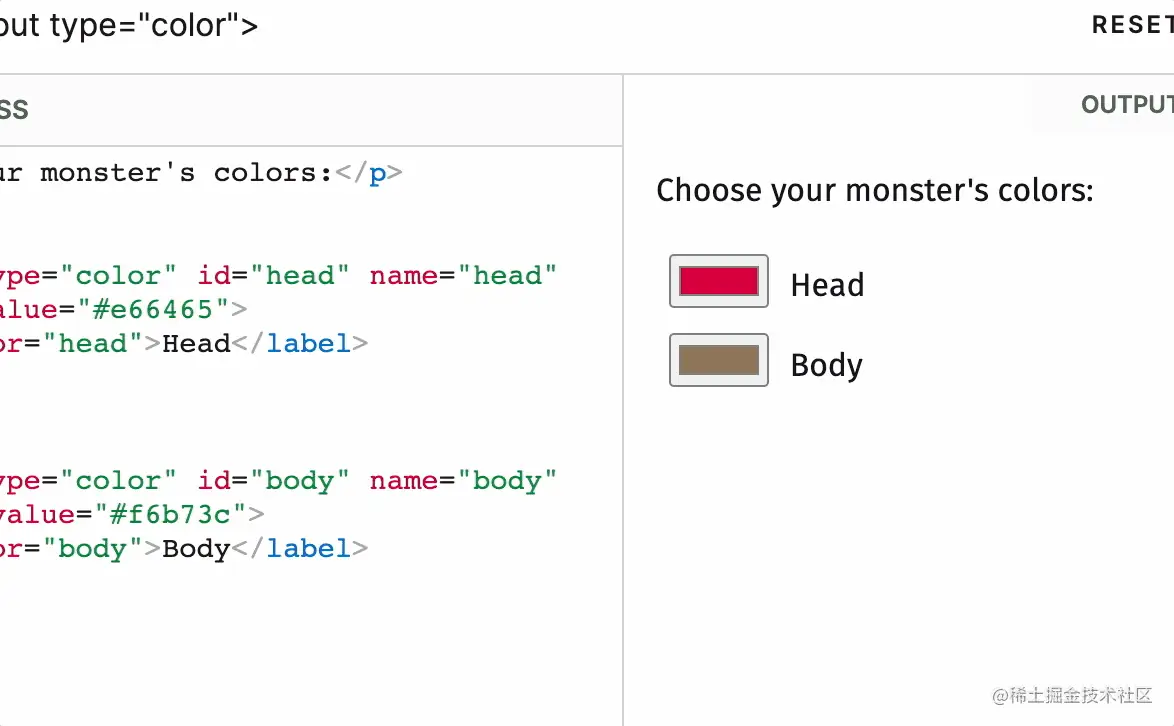 out type="color">
RESET
SS
OUTPUT
ur monster's colors:</p>
ype="color" id="head" name="head"
alue="#e66465">
or="head">Head</label>
ype="color" id="body" name="body"
value="#f6b73c">
or="body">Body</label>
Choose your monster's colors:
Head
Body
@稀土掘金技术社区